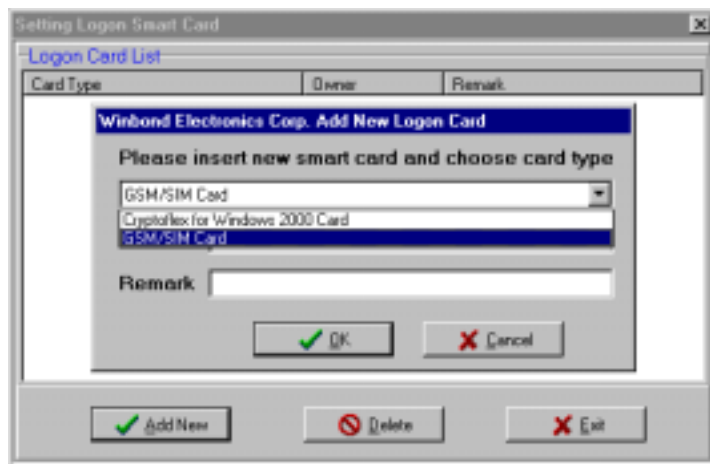 Setting Logon Smart Card
Logon Card List
Card Type Owner Remark
Winbond Electronics Corp. Add New Logon Card
Please insert new smart card and choose card type
GSM/SIM Card
Cryptoflex for Windows 2000 Card
GSM/SIM Card
Remark
OK Cancel
Add New Delete Exit